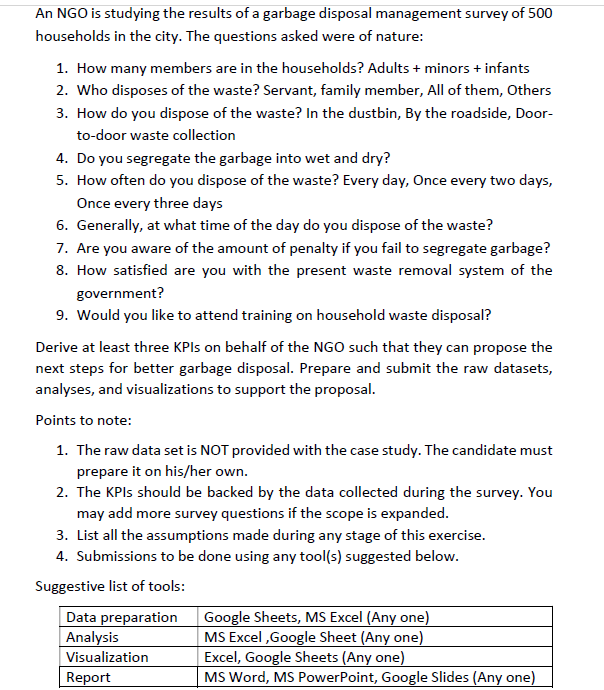 An NGO is studying the results of a garbage disposal management survey of 500
households in the city. The questions asked were of nature:
1. How many members are in the households? Adults + minors + infants
2. Who disposes of the waste? Servant, family member, All of them, Others
3. How do you dispose of the waste? In the dustbin, By the roadside, Door-
to-door waste collection
4. Do you segregate the garbage into wet and dry?
5. How often do you dispose of the waste? Every day, Once every two days,
Once every three days
6. Generally, at what time of the day do you dispose of the waste?
7. Are you aware of the amount of penalty if you fail to segregate garbage?
8. How satisfied are you with the present waste removal system of the
government?
9. Would you like to attend training on household waste disposal?
Derive at least three KPIs on behalf of the NGO such that they can propose the
next steps for better garbage disposal. Prepare and submit the raw datasets,
analyses, and visualizations to support the proposal.
Points to note:
1. The raw data set is NOT provided with the case study. The candidate must
prepare it on his/her own.
2. The KPIs should be backed by the data collected during the survey. You
may add more survey questions if the scope is expanded.
3. List all the assumptions made during any stage of this exercise.
4. Submissions to be done using any tool(s) suggested below.
Suggestive list of tools:
Data preparation Google Sheets, MS Excel (Any one)
Analysis MS Excel ,Google Sheet (Any one)
Visualization Excel, Google Sheets (Any one)
Report MS Word, MS PowerPoint, Google Slides (Any one)